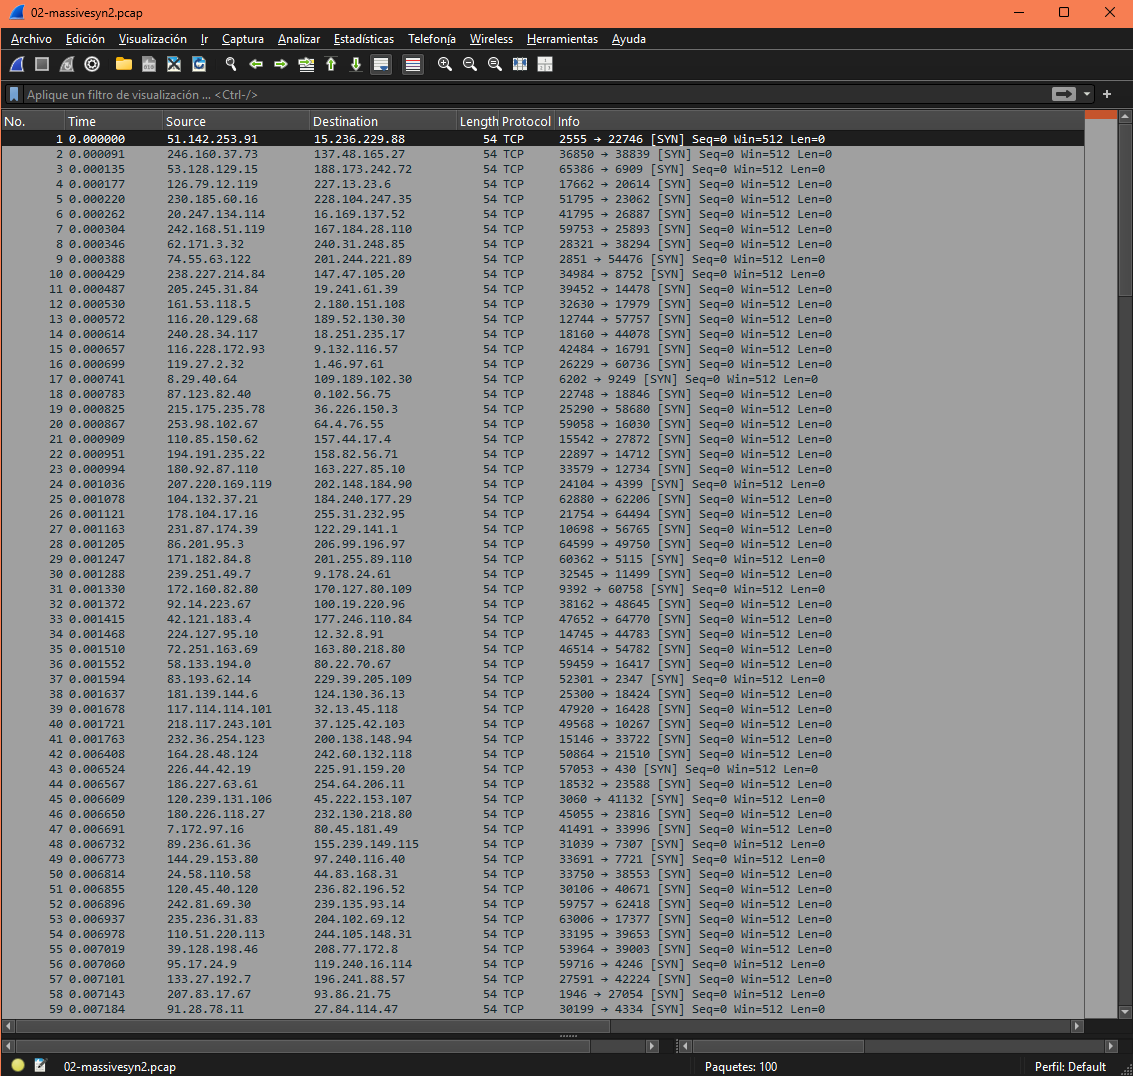 02-massivesyn2.pcap
Archivo Edición Visualización Ir Captura Analizar Estadísticas Telefonía Wireless Herramientas Ayuda
Aplique un filtro de visualización ... <Ctrl-/>
No. Time Source Destination Length Protocol Info
1 0.000000 51.142.253.91 15.236.229.88 54 TCP 2555 → 22746 [SYN] Seq=0 Win=512 Len=0
2 0.000091 246.160.37.73 137.48.165.27 54 TCP 36850 → 38839 [SYN] Seq=0 Win=512 Len=0
3 0.000135 53.128.129.15 188.173.242.72 54 TCP 65386 → 6909 [SYN] Seq=0 Win=512 Len=0
4 0.000177 126.79.12.119 227.13.23.6 54 TCP 17662 → 20614 [SYN] Seq=0 Win=512 Len=0
5 0.000220 230.185.60.16 228.104.247.35 54 TCP 51795 → 23062 [SYN] Seq=0 Win=512 Len=0
6 0.000262 20.247.134.114 16.169.137.52 54 TCP 41795 → 26887 [SYN] Seq=0 Win=512 Len=0
7 0.000304 242.168.51.119 167.184.28.110 54 TCP 59753 → 25893 [SYN] Seq=0 Win=512 Len=0
8 0.000346 62.171.3.32 240.31.248.85 54 TCP 28321 → 38294 [SYN] Seq=0 Win=512 Len=0
9 0.000388 74.55.63.122 201.244.221.89 54 TCP 2851 → 54476 [SYN] Seq=0 Win=512 Len=0
10 0.000429 238.227.214.84 147.47.105.20 54 TCP 34984 → 8752 [SYN] Seq=0 Win=512 Len=0
11 0.000487 205.245.31.84 19.241.61.39 54 TCP 39452 → 14478 [SYN] Seq=0 Win=512 Len=0
12 0.000530 161.53.118.5 2.180.151.108 54 TCP 32630 → 17979 [SYN] Seq=0 Win=512 Len=0
13 0.000572 116.20.129.68 189.52.130.30 54 TCP 12744 → 57757 [SYN] Seq=0 Win=512 Len=0
14 0.000614 240.28.34.117 18.251.235.17 54 TCP 18160 → 44078 [SYN] Seq=0 Win=512 Len=0
15 0.000657 116.228.172.93 9.132.116.57 54 TCP 42484 → 16791 [SYN] Seq=0 Win=512 Len=0
16 0.000699 119.27.2.32 1.46.97.61 54 TCP 26229 → 60736 [SYN] Seq=0 Win=512 Len=0
17 0.000741 8.29.40.64 109.189.102.30 54 TCP 6202 → 9249 [SYN] Seq=0 Win=512 Len=0
18 0.000783 87.123.82.40 0.102.56.75 54 TCP 22748 → 18846 [SYN] Seq=0 Win=512 Len=0
19 0.000825 215.175.235.78 36.226.150.3 54 TCP 25290 → 58680 [SYN] Seq=0 Win=512 Len=0
20 0.000867 253.98.102.67 64.4.76.55 54 TCP 59058 → 16030 [SYN] Seq=0 Win=512 Len=0
21 0.000909 110.85.150.62 157.44.17.4 54 TCP 15542 → 27872 [SYN] Seq=0 Win=512 Len=0
22 0.000951 194.191.235.22 158.82.56.71 54 TCP 22897 → 14712 [SYN] Seq=0 Win=512 Len=0
23 0.000994 180.92.87.110 163.227.85.10 54 TCP 33579 → 12734 [SYN] Seq=0 Win=512 Len=0
24 0.001036 207.220.169.119 202.148.184.90 54 TCP 24104 → 4399 [SYN] Seq=0 Win=512 Len=0
25 0.001078 104.132.37.21 184.240.177.29 54 TCP 62880 → 62206 [SYN] Seq=0 Win=512 Len=0
26 0.001121 178.104.17.16 255.31.232.95 54 TCP 21754 → 64494 [SYN] Seq=0 Win=512 Len=0
27 0.001163 231.87.174.39 122.29.141.1 54 TCP 10698 → 56765 [SYN] Seq=0 Win=512 Len=0
28 0.001205 86.201.95.3 206.99.196.97 54 TCP 64599 → 49750 [SYN] Seq=0 Win=512 Len=0
29 0.001247 171.182.84.8 201.255.89.110 54 TCP 60362 → 5115 [SYN] Seq=0 Win=512 Len=0
30 0.001288 239.251.49.7 9.178.24.61 54 TCP 32545 → 11499 [SYN] Seq=0 Win=512 Len=0
31 0.001330 172.160.82.80 170.127.80.109 54 TCP 9392 → 60758 [SYN] Seq=0 Win=512 Len=0
32 0.001372 92.14.223.67 100.19.220.96 54 TCP 38162 → 48645 [SYN] Seq=0 Win=512 Len=0
33 0.001415 42.121.183.4 177.246.110.84 54 TCP 47652 → 64770 [SYN] Seq=0 Win=512 Len=0
34 0.001468 224.127.95.10 12.32.8.91 54 TCP 14745 → 44783 [SYN] Seq=0 Win=512 Len=0
35 0.001510 72.251.163.69 163.80.218.80 54 TCP 46514 → 54782 [SYN] Seq=0 Win=512 Len=0
36 0.001552 58.133.194.0 80.22.70.67 54 TCP 59459 → 16417 [SYN] Seq=0 Win=512 Len=0
37 0.001594 83.193.62.14 229.39.205.109 54 TCP 52301 → 2347 [SYN] Seq=0 Win=512 Len=0
38 0.001637 181.139.144.6 124.130.36.13 54 TCP 25300 → 18424 [SYN] Seq=0 Win=512 Len=0
39 0.001678 117.114.114.101 32.13.45.118 54 TCP 47920 → 16428 [SYN] Seq=0 Win=512 Len=0
40 0.001721 218.117.243.101 37.125.42.103 54 TCP 49568 → 10267 [SYN] Seq=0 Win=512 Len=0
41 0.001763 232.36.254.123 200.138.148.94 54 TCP 15146 → 33722 [SYN] Seq=0 Win=512 Len=0
42 0.006408 164.28.48.124 242.60.132.118 54 TCP 50864 → 21510 [SYN] Seq=0 Win=512 Len=0
43 0.006524 226.44.42.19 225.91.159.20 54 TCP 57053 → 430 [SYN] Seq=0 Win=512 Len=0
44 0.006567 186.227.63.61 254.64.206.11 54 TCP 18532 → 23588 [SYN] Seq=0 Win=512 Len=0
45 0.006609 120.239.131.106 45.222.153.107 54 TCP 3060 → 41132 [SYN] Seq=0 Win=512 Len=0
46 0.006650 180.226.118.27 232.130.218.80 54 TCP 45055 → 23816 [SYN] Seq=0 Win=512 Len=0
47 0.006691 7.172.97.16 80.45.181.49 54 TCP 41491 → 33996 [SYN] Seq=0 Win=512 Len=0
48 0.006732 89.236.61.36 155.239.149.115 54 TCP 31039 → 7307 [SYN] Seq=0 Win=512 Len=0
49 0.006773 144.29.153.80 97.240.116.40 54 TCP 33691 → 7721 [SYN] Seq=0 Win=512 Len=0
50 0.006814 24.58.110.58 44.83.168.31 54 TCP 33750 → 38553 [SYN] Seq=0 Win=512 Len=0
51 0.006855 120.45.40.120 236.82.196.52 54 TCP 30106 → 40671 [SYN] Seq=0 Win=512 Len=0
52 0.006896 242.81.69.30 239.135.93.14 54 TCP 59757 → 62418 [SYN] Seq=0 Win=512 Len=0
53 0.006937 235.236.31.83 204.102.69.12 54 TCP 63006 → 17377 [SYN] Seq=0 Win=512 Len=0
54 0.006978 110.51.220.113 244.105.148.31 54 TCP 33195 → 39653 [SYN] Seq=0 Win=512 Len=0
55 0.007019 39.128.198.46 208.77.172.8 54 TCP 53964 → 39003 [SYN] Seq=0 Win=512 Len=0
56 0.007060 95.17.24.9 119.240.16.114 54 TCP 59716 → 4246 [SYN] Seq=0 Win=512 Len=0
57 0.007101 133.27.192.7 196.241.88.57 54 TCP 27591 → 42224 [SYN] Seq=0 Win=512 Len=0
58 0.007143 207.83.17.67 93.86.21.75 54 TCP 1946 → 27054 [SYN] Seq=0 Win=512 Len=0
59 0.007184 91.28.78.11 27.84.114.47 54 TCP 30199 → 4334 [SYN] Seq=0 Win=512 Len=0
02-massivesyn2.pcap Paquetes: 100 Perfil: Default